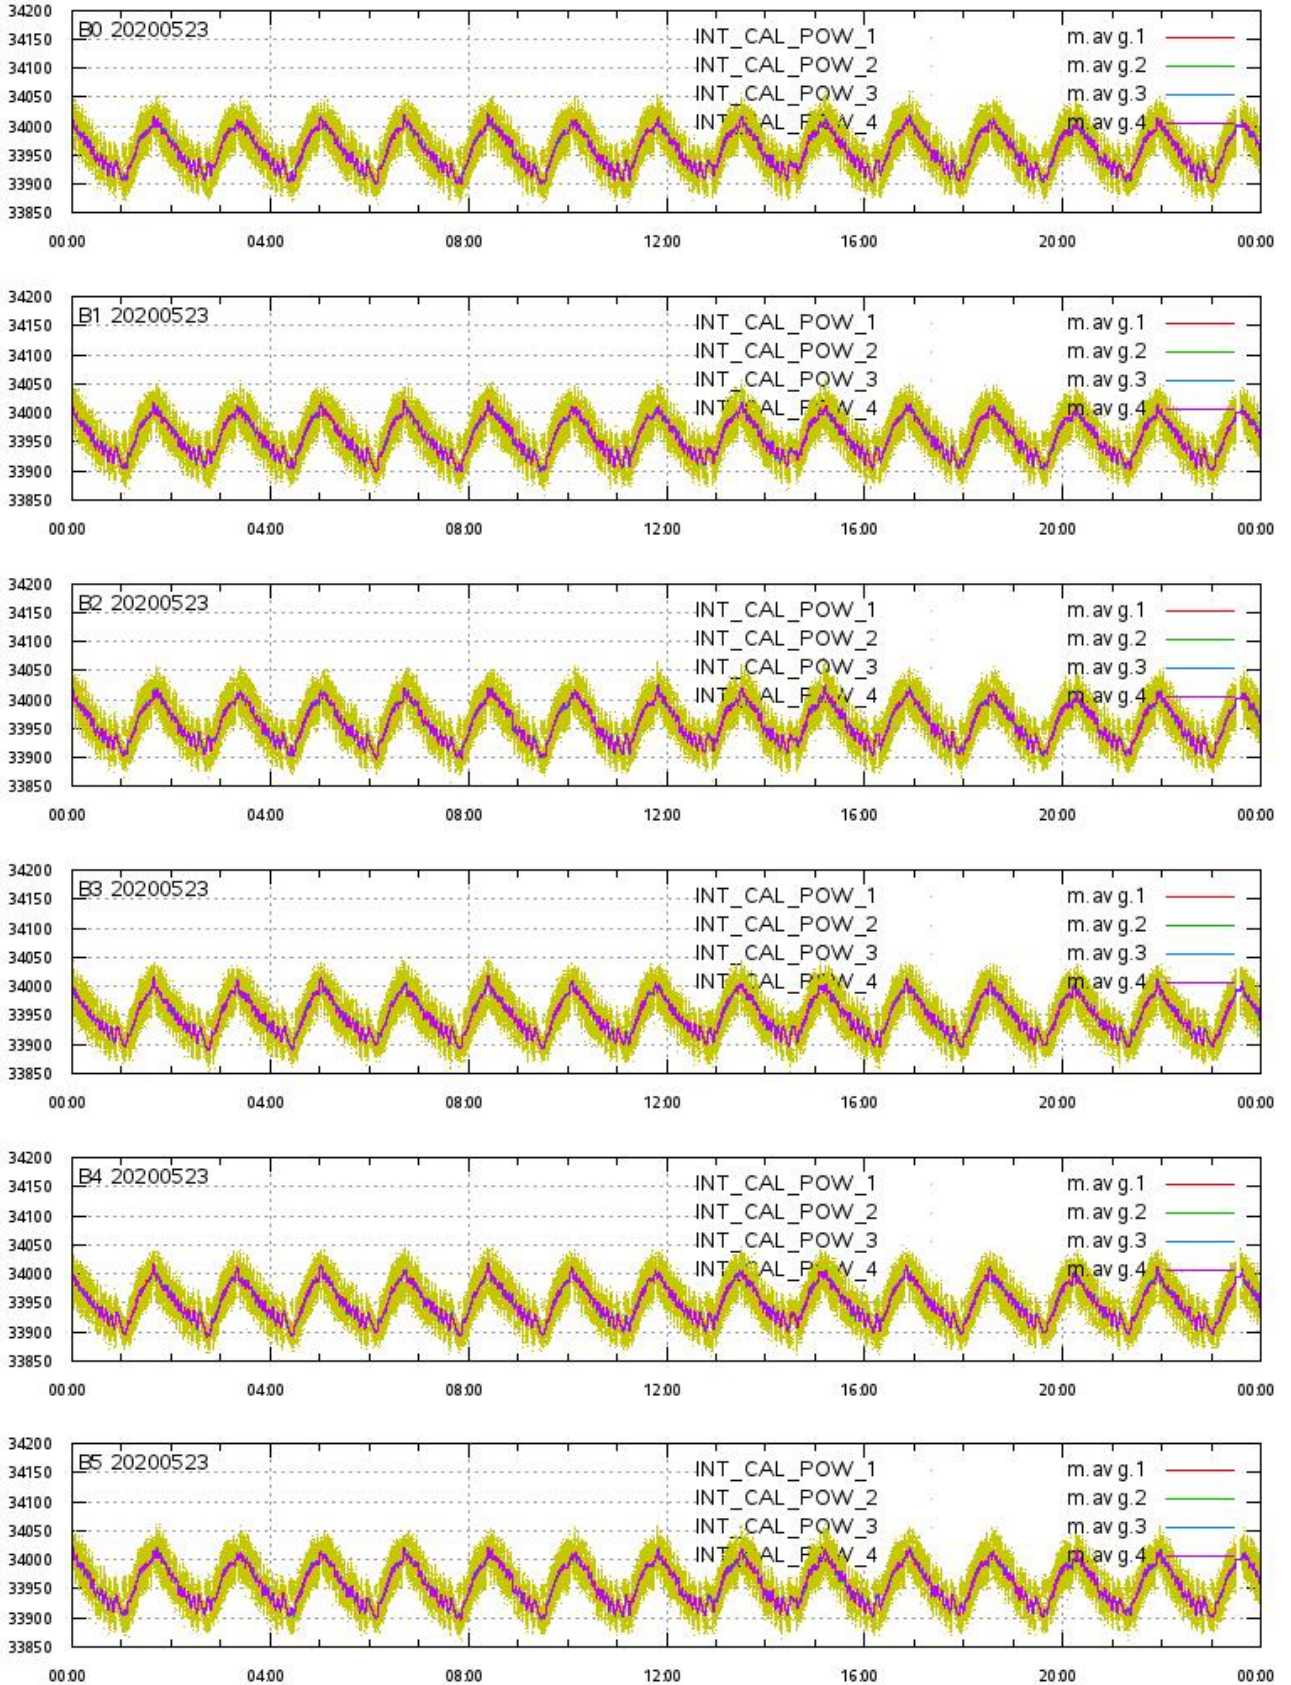 34200
B0 20200523 INT_CAL_POW_1 m.avg.1
34150
INT_CAL_POW_2 m.avg.2
34100
INT_CAL_POW_3 m.avg.3
34050
INT_CAL_POW_4 m.avg.4
34000
33950
33900
33850
00:00 04:00 08:00 12:00 16:00 20:00 00:00
34200
B1 20200523 INT_CAL_POW_1 m.avg.1
34150
INT_CAL_POW_2 m.avg.2
34100
INT_CAL_POW_3 m.avg.3
34050
INT_CAL_POW_4 m.avg.4
34000
33950
33900
33850
00:00 04:00 08:00 12:00 16:00 20:00 00:00
34200
B2 20200523 INT_CAL_POW_1 m.avg.1
34150
INT_CAL_POW_2 m.avg.2
34100
INT_CAL_POW_3 m.avg.3
34050
INT_CAL_POW_4 m.avg.4
34000
33950
33900
33850
00:00 04:00 08:00 12:00 16:00 20:00 00:00
34200
B3 20200523 INT_CAL_POW_1 m.avg.1
34150
INT_CAL_POW_2 m.avg.2
34100
INT_CAL_POW_3 m.avg.3
34050
INT_CAL_POW_4 m.avg.4
34000
33950
33900
33850
00:00 04:00 08:00 12:00 16:00 20:00 00:00
34200
B4 20200523 INT_CAL_POW_1 m.avg.1
34150
INT_CAL_POW_2 m.avg.2
34100
INT_CAL_POW_3 m.avg.3
34050
INT_CAL_POW_4 m.avg.4
34000
33950
33900
33850
00:00 04:00 08:00 12:00 16:00 20:00 00:00
34200
B5 20200523 INT_CAL_POW_1 m.avg.1
34150
INT_CAL_POW_2 m.avg.2
34100
INT_CAL_POW_3 m.avg.3
34050
INT_CAL_POW_4 m.avg.4
34000
33950
33900
33850
00:00 04:00 08:00 12:00 16:00 20:00 00:00